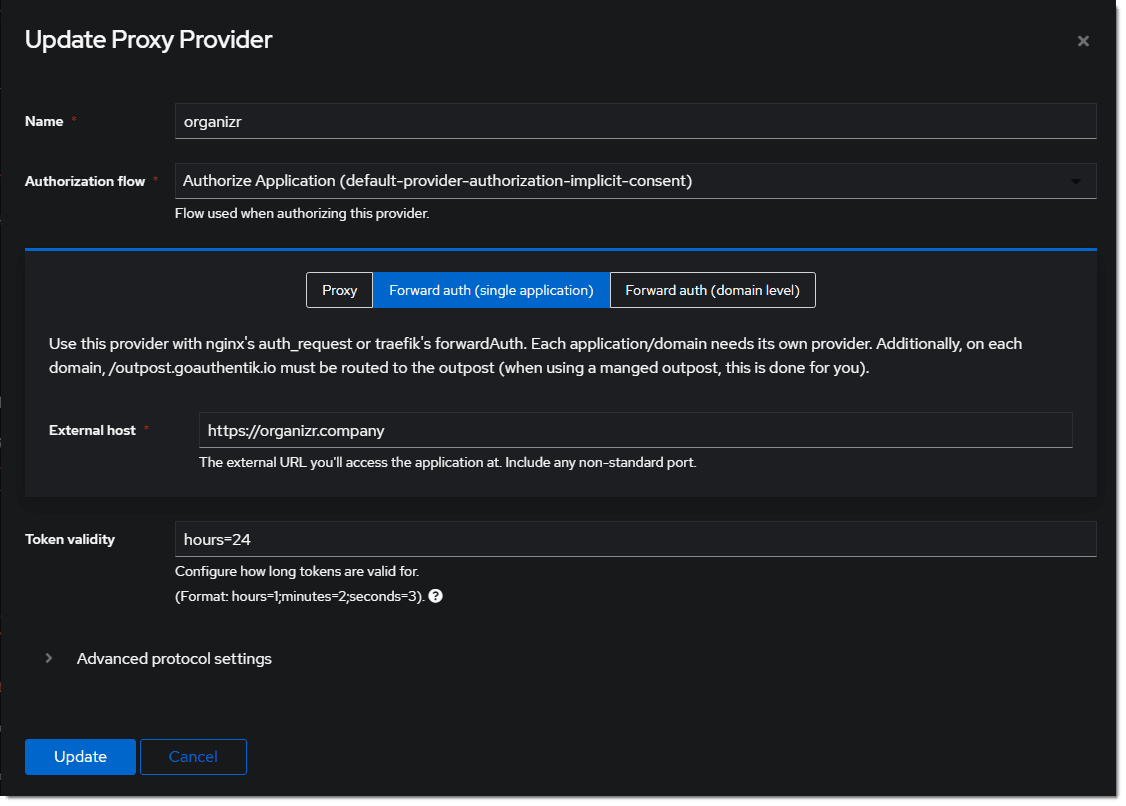 Update Proxy Provider
Name *
organizr
Authorization flow *
Authorize Application (default-provider-authorization-implicit-consent)
Flow used when authorizing this provider.
Proxy
Forward auth (single application)
Forward auth (domain level)
Use this provider with nginx's auth_request or traefik's forwardAuth. Each application/domain needs its own provider. Additionally, on each
domain, /outpost.goauthentik.io must be routed to the outpost (when using a manged outpost, this is done for you).
External host *
https://organizr.company
The external URL you'll access the application at. Include any non-standard port.
Token validity
hours=24
Configure how long tokens are valid for.
(Format: hours=1;minutes=2;seconds=3).
Advanced protocol settings
Update
Cancel